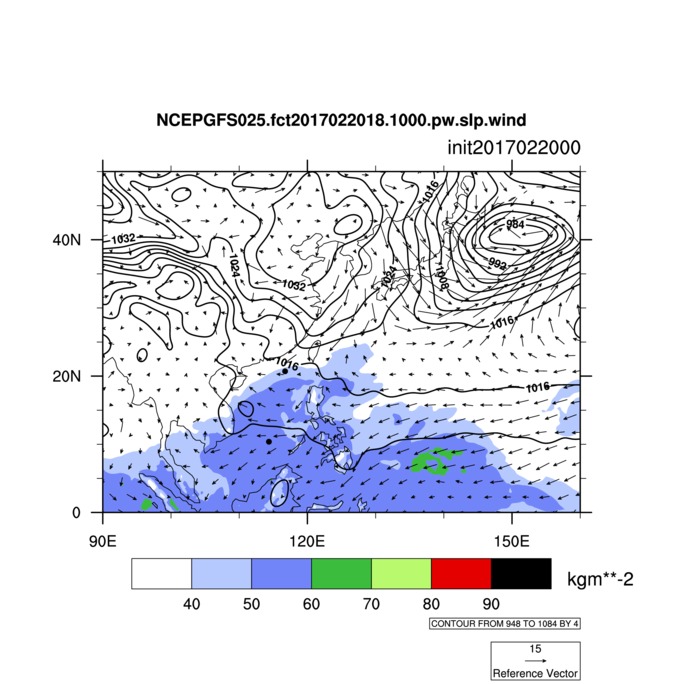 NCEPGFS025.fct2017022018.1000.pw.slp.wind
init2017022000
1016
984
40N
1032
992
1024
1008
1024
1032
1016
1016
20N
1016
0
90E 120E 150E
kgm**-2
40 50 60 70 80 90
CONTOUR FROM 948 TO 1084 BY 4
15
Reference Vector